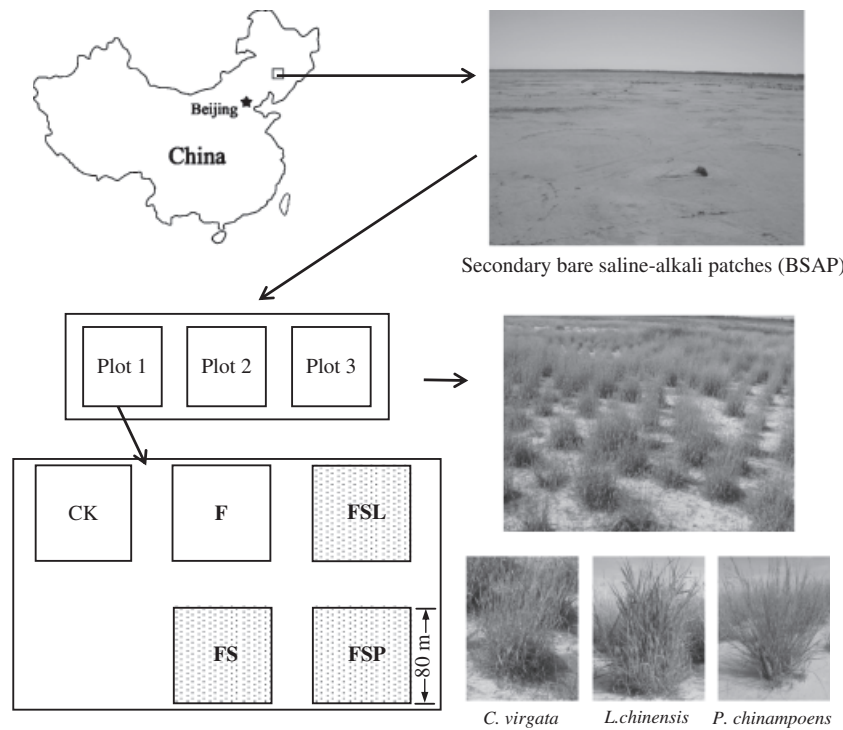 Beijing
China
Secondary bare saline-alkali patches (BSAP)
Plot 1 Plot 2 Plot 3
CK F FSL
FS FSP
80 m
C. virgata L.chinensis P. chinampoens